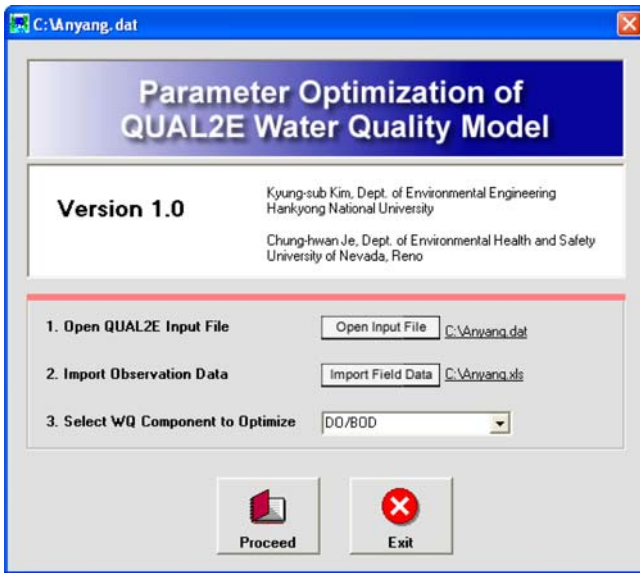 C:\Anyang.dat
Parameter Optimization of
QUAL2E Water Quality Model
Version 1.0
Kyung-sub Kim, Dept. of Environmental Engineering
Hankyong National University
Chung-hwan Je, Dept. of Environmental Health and Safety
University of Nevada, Reno
1. Open QUAL2E Input File
Open Input File
C:\Anyang.dat
2. Import Observation Data
Import Field Data
C:\Anyang.xls
3. Select WQ Component to Optimize
DO/BOD
Proceed
Exit